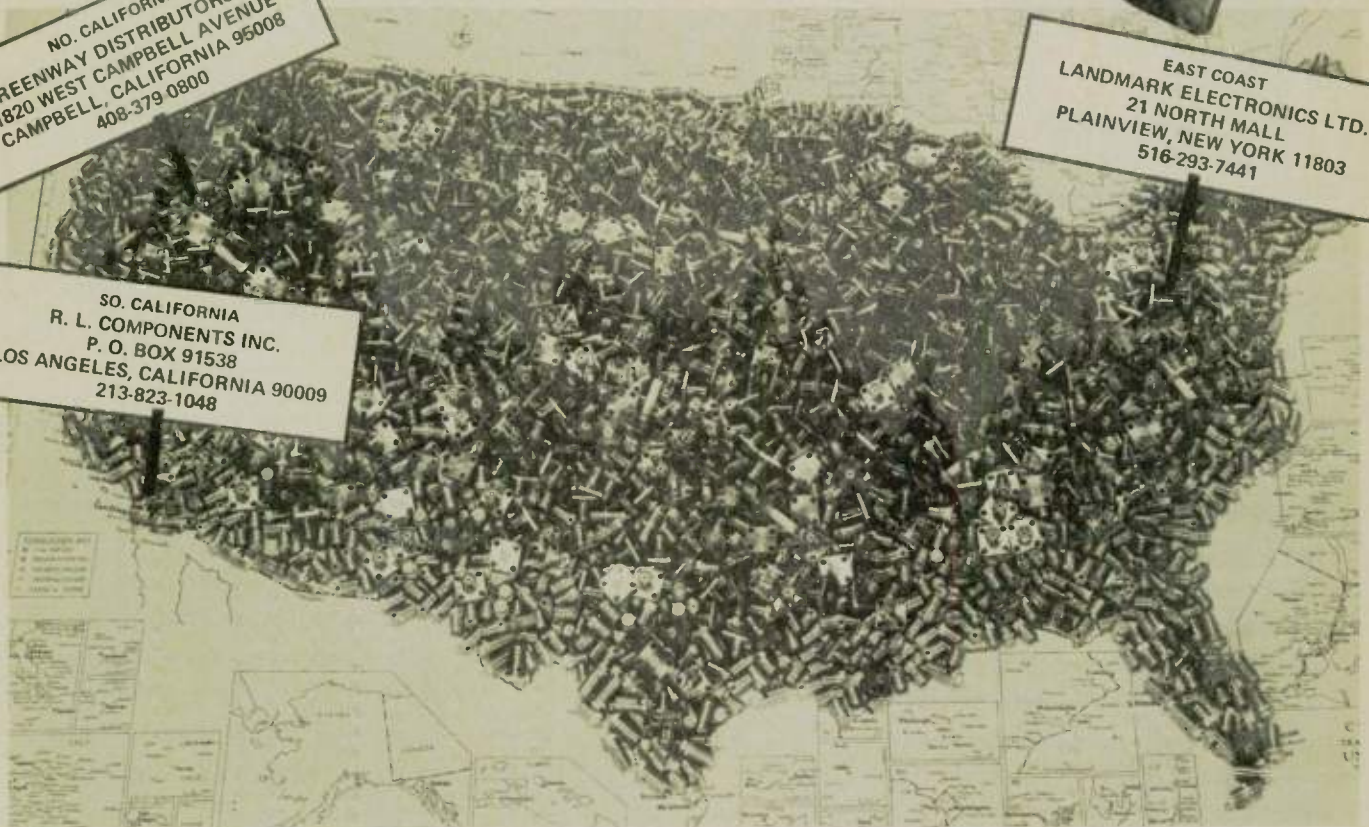 NO. CALIFORNIA
REENWAY DISTRIBUTORS
1820 WEST CAMPBELL AVENUE
CAMPBELL, CALIFORNIA 95008
408-379-0800
EAST COAST
LANDMARK ELECTRONICS LTD.
21 NORTH MALL
PLAINVIEW, NEW YORK 11803
516-293-7441
SO. CALIFORNIA
R. L. COMPONENTS INC.
P. O. BOX 91538
LOS ANGELES, CALIFORNIA 90009
213-823-1048